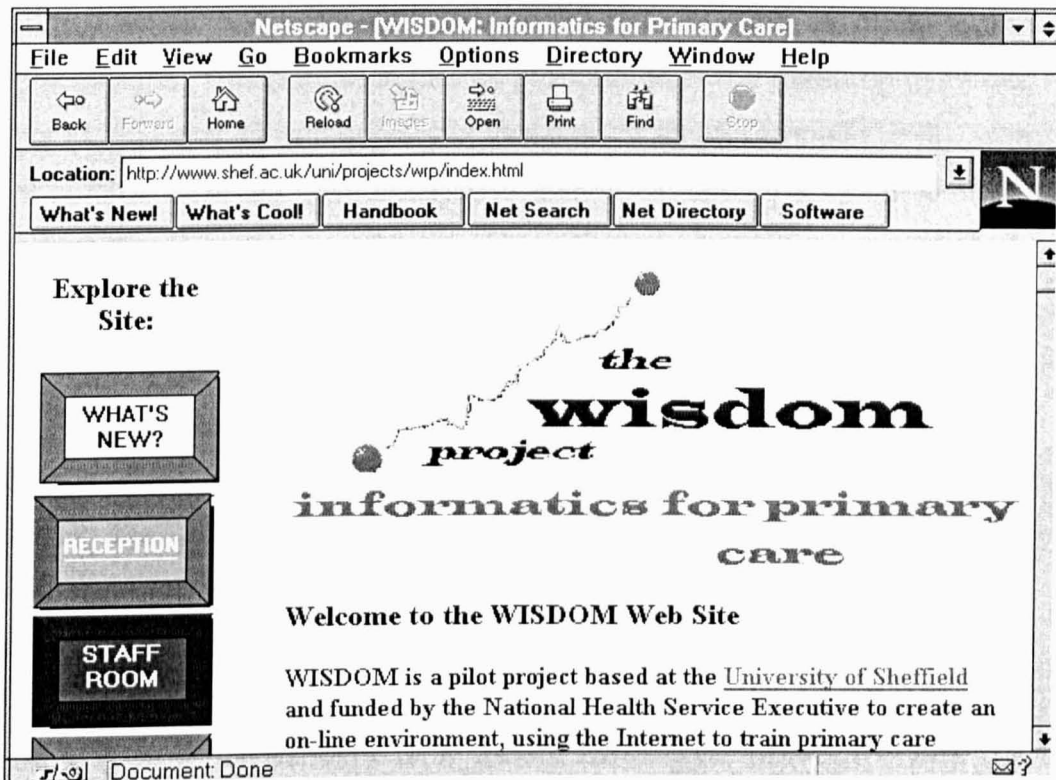 Netscape - [WISDOM: Informatics for Primary Care]
File Edit View Go Bookmarks Options Directory Window Help
Back Forward Home Reload Images Open Print Find Stop
Location: http://www.shef.ac.uk/uni/projects/wrp/index.html
N
What's New! What's Cool! Handbook Net Search Net Directory Software
Explore the
Site:
WHAT'S
NEW?
RECEPTION
STAFF
ROOM
the
wisdom
project
informatics for primary
care
Welcome to the WISDOM Web Site
WISDOM is a pilot project based at the University of Sheffield
and funded by the National Health Service Executive to create an
on-line environment, using the Internet to train primary care
Document: Done
?